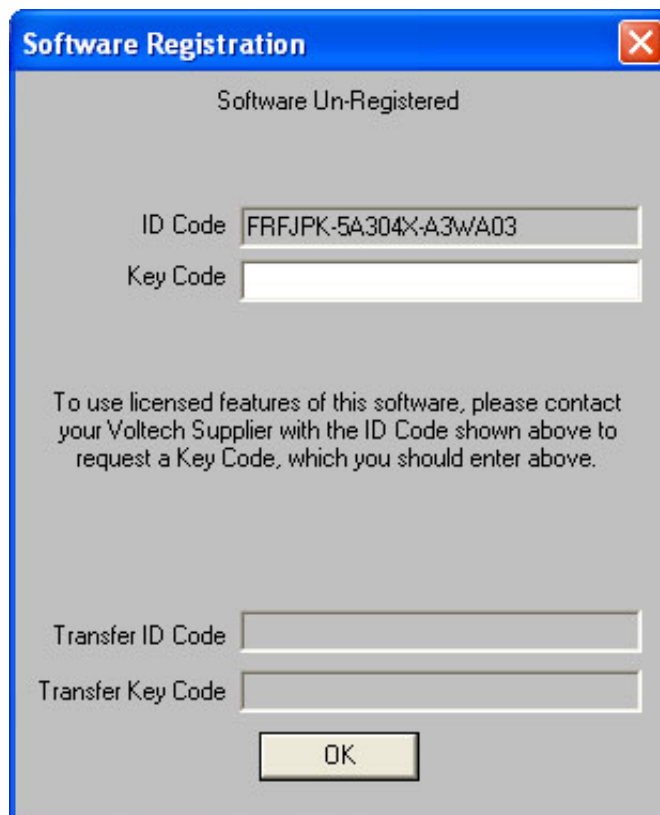 Software Registration
Software Un-Registered
ID Code FRFJPK-5A304X-A3WA03
Key Code
To use licensed features of this software, please contact
your Voltech Supplier with the ID Code shown above to
request a Key Code, which you should enter above.
Transfer ID Code
Transfer Key Code
OK